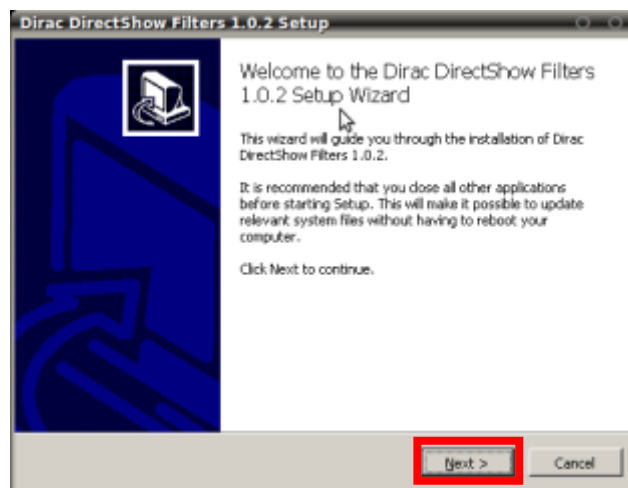 Dirac DirectShow Filters 1.0.2 Setup
Welcome to the Dirac DirectShow Filters
1.0.2 Setup Wizard
This wizard will guide you through the installation of Dirac
DirectShow Filters 1.0.2.
It is recommended that you close all other applications
before starting Setup. This will make it possible to update
relevant system files without having to reboot your
computer.
Click Next to continue.
Next >
Cancel